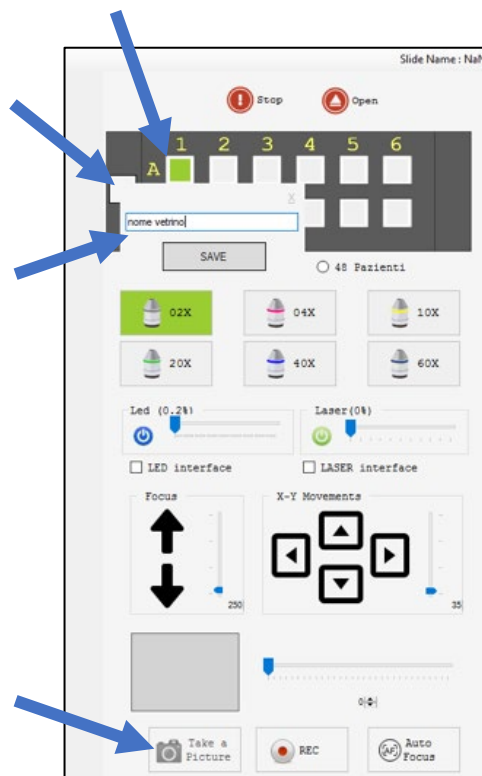 Slide Name : NaN
Stop Open
1 2 3 4 5 6
A
X
nome vetrino
SAVE
48 Pazienti
02X 04X 10X
20X 40X 60X
Led (0.2%) Laser(0%)
LED interface LASER interface
Focus X-Y Movements
250 35
0
Take a
Picture
REC
Auto
Focus
AF